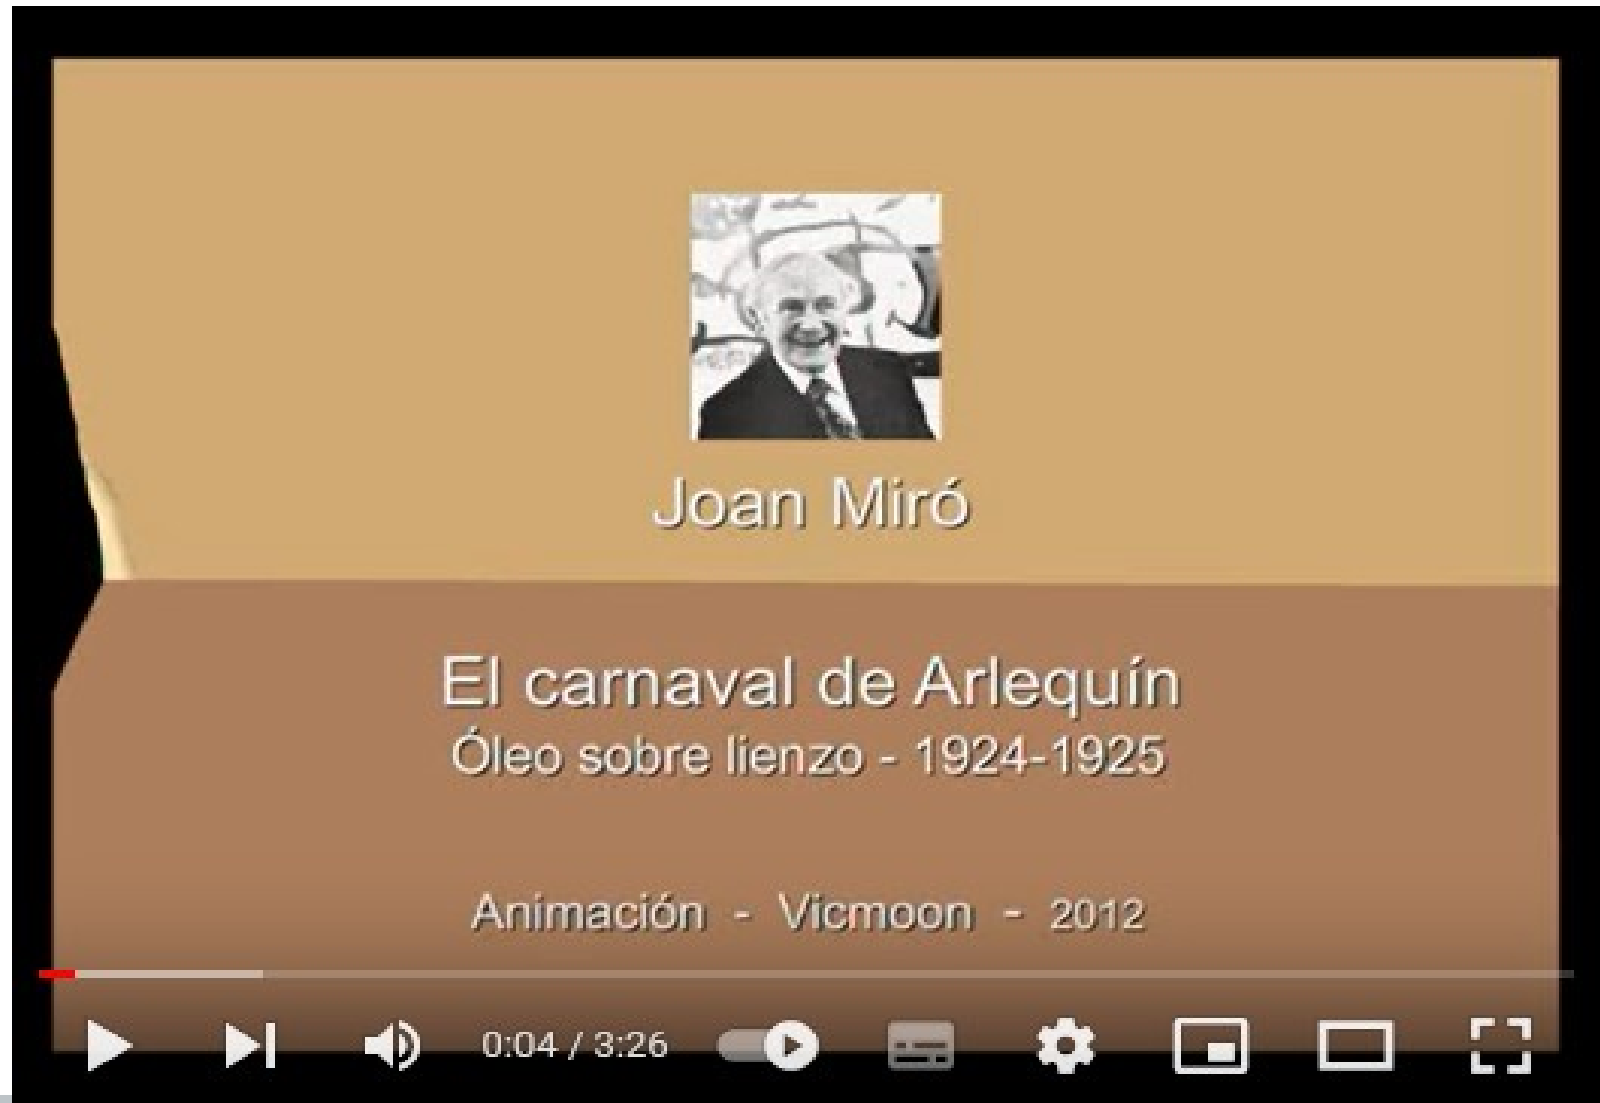 Joan Miró
El carnaval de Arlequín
Óleo sobre lienzo - 1924-1925
Animación - Vicmoon - 2012
0:04 / 3:26